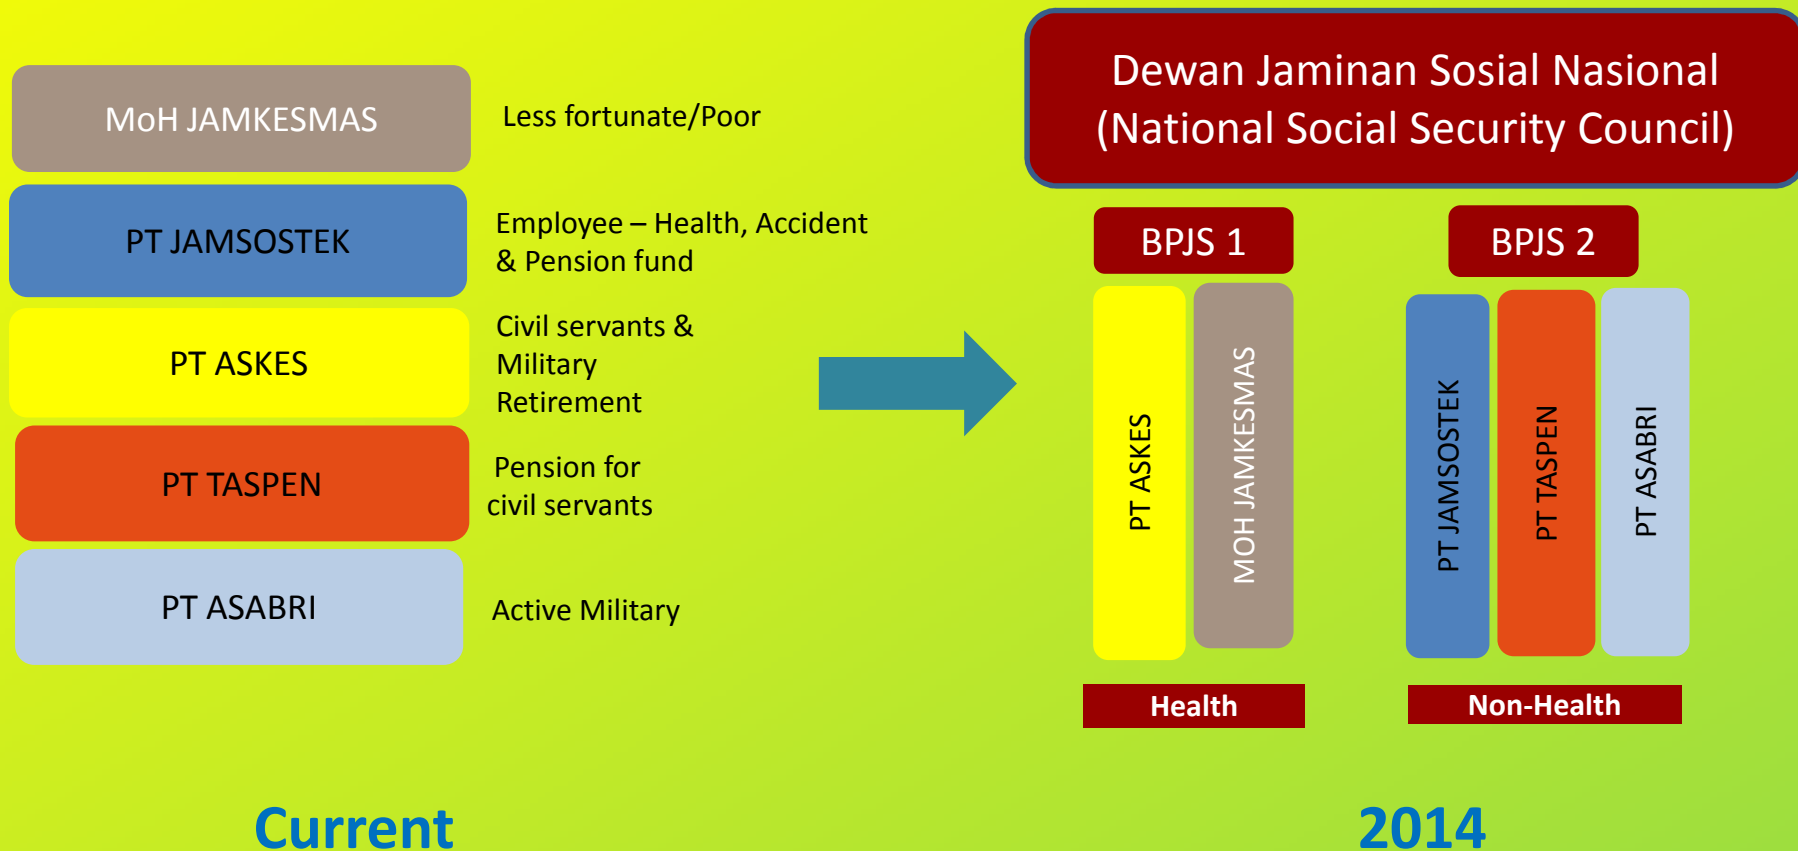 MoH JAMKESMAS
Less fortunate/Poor
PT JAMSOSTEK
Employee – Health, Accident
& Pension fund
PT ASKES
Civil servants &
Military
Retirement
PT TASPEN
Pension for
civil servants
PT ASABRI
Active Military
Current
Dewan Jaminan Sosial Nasional
(National Social Security Council)
BPJS 1
PT ASKES
MOH JAMKESMAS
Health
BPJS 2
PT JAMSOSTEK
PT TASPEN
PT ASABRI
Non-Health
2014